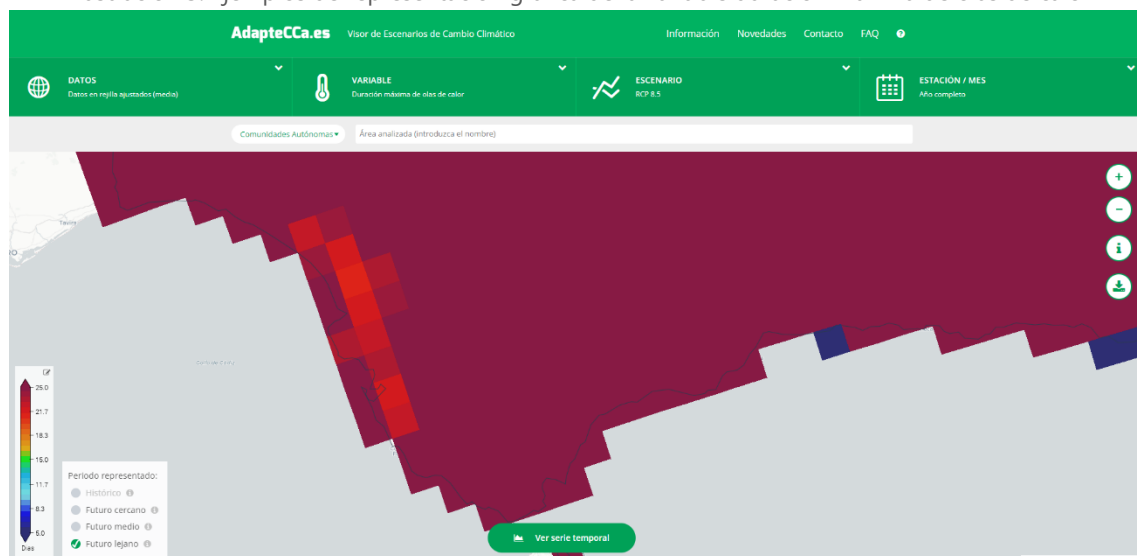 AdapteCCa.es Visor de Escenarios de Cambio Climático Información Novedades Contacto FAQ ?
DATOS
Datos en rejilla ajustados (media)
VARIABLE
Duración máxima de olas de calor
ESCENARIO
RCP 8.5
ESTACIÓN / MES
Año completo
Comunidades Autónomas Área analizada (introduzca el nombre)
+
-
i
25.0
21.7
18.3
15.0
11.7
8.3
5.0
Días
Periodo representado:
Histórico i
Futuro cercano i
Futuro medio i
Futuro lejano i
Ver serie temporal